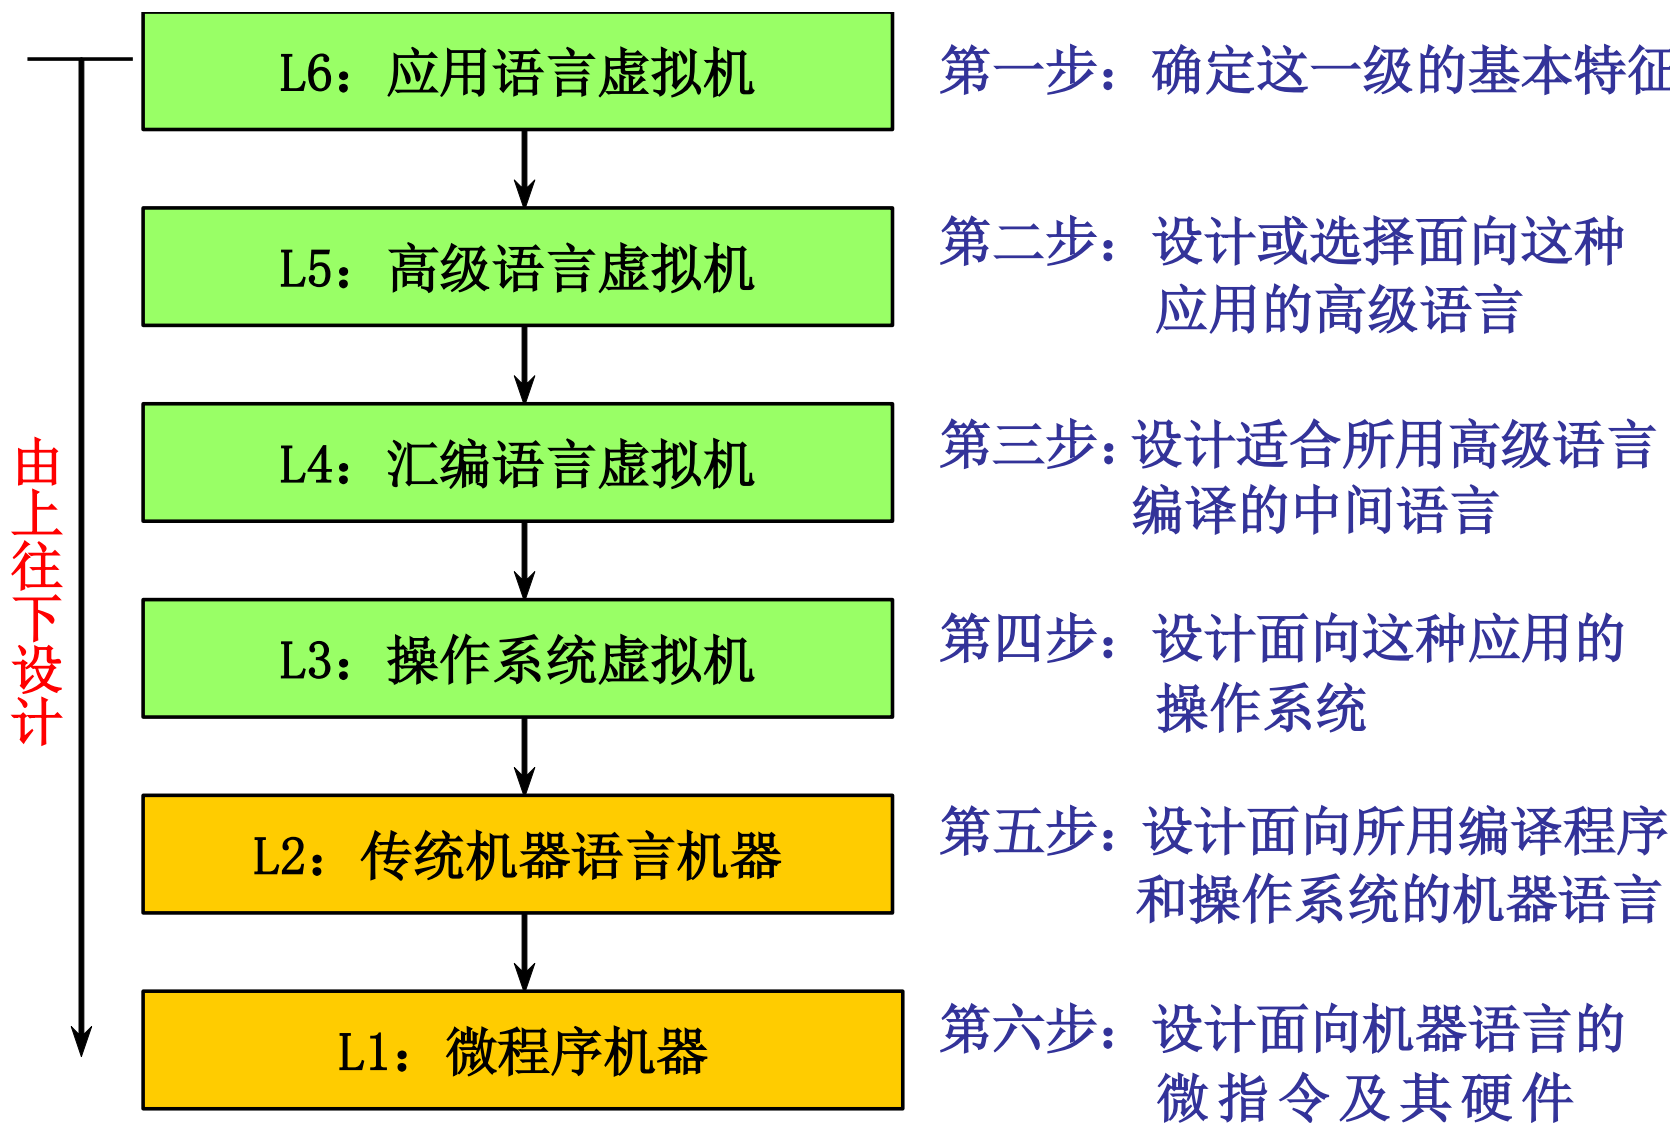 L6：应用语言虚拟机
第一步：确定这一级的基本特征
L5：高级语言虚拟机
第二步：设计或选择面向这种
应用的高级语言
由上往下设计
L4：汇编语言虚拟机
第三步：设计适合所用高级语言
编译的中间语言
L3：操作系统虚拟机
第四步：设计面向这种应用的
操作系统
L2：传统机器语言机器
第五步：设计面向所用编译程序
和操作系统的机器语言
L1：微程序机器
第六步：设计面向机器语言的
微指令及其硬件